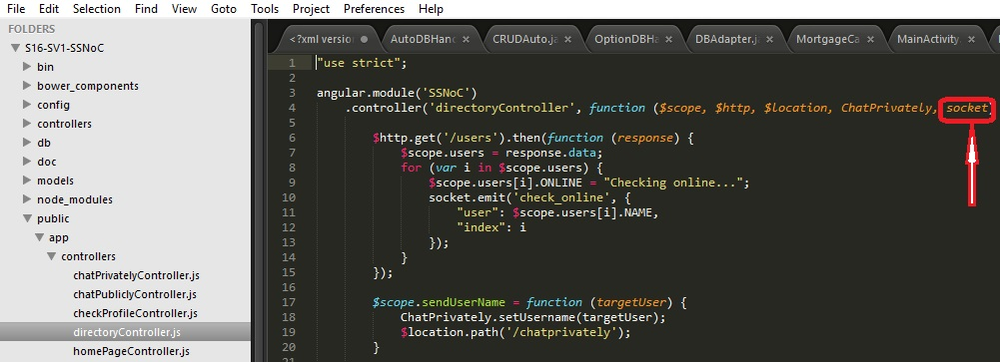 File Edit Selection Find View Goto Tools Project Preferences Help
FOLDERS
S16-SV1-SSNoC
bin
bower_components
config
controllers
db
doc
models
node_modules
public
app
controllers
chatPrivatelyController.js
chatPubliclyController.js
checkProfileController.js
directoryController.js
homePageController.js
<?xml versio AutoDBHan CRUDAuto.ja OptionDBHa DBAdapter.j MortgageCa MainActivity.
1 "use strict";
2
3 angular.module('SSNoC')
4 .controller('directoryController', function ($scope, $http, $location, ChatPrivately, socket)
5
6 $http.get('/users').then(function (response) {
7 $scope.users = response.data;
8 for (var i in $scope.users) {
9 $scope.users[i].ONLINE = "Checking online...";
10 socket.emit('check_online', {
11 "user": $scope.users[i].NAME,
12 "index": i
13 });
14 }
15 });
16
17 $scope.sendUserName = function (targetUser) {
18 ChatPrivately.setUsername(targetUser);
19 $location.path('/chatprivately');
20 }